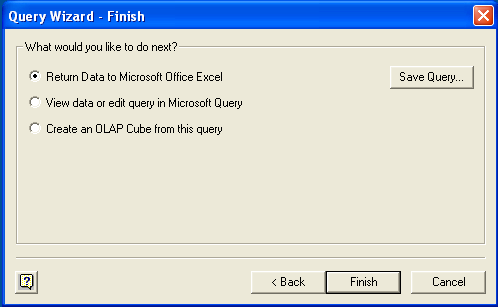 Query Wizard - Finish
What would you like to do next?
Return Data to Microsoft Office Excel
Save Query...
View data or edit query in Microsoft Query
Create an OLAP Cube from this query
?
< Back
Finish
Cancel